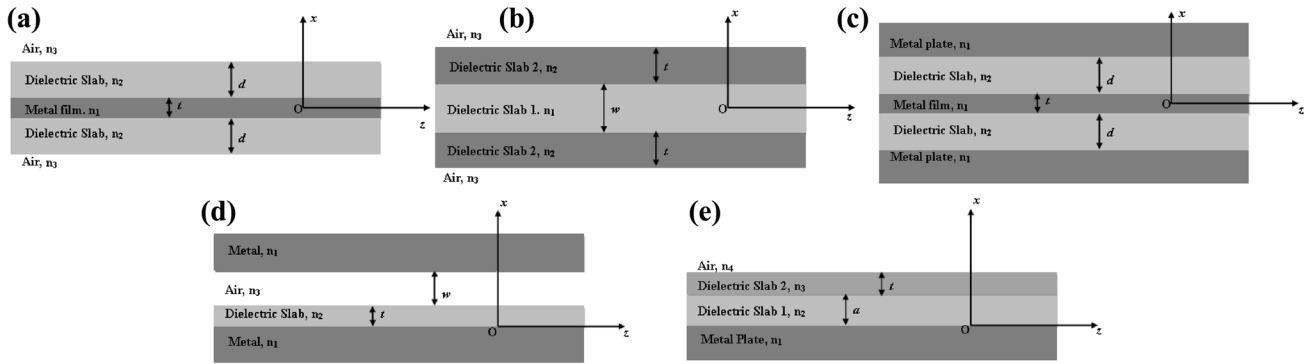 (a)
x
Air, n3
Dielectric Slab, n2
d
Metal film. n1
t
O
z
Dielectric Slab, n2
d
Air, n3
(b)
x
Air, n3
Dielectric Slab 2, n2
t
Dielectric Slab 1. n1
w
O
z
Dielectric Slab 2, n2
t
Air, n3
(c)
x
Metal plate, n1
Dielectric Slab, n2
d
Metal film, n1
t
O
z
Dielectric Slab, n2
d
Metal plate, n1
(d)
x
Metal, n1
Air, n3
w
Dielectric Slab, n2
t
O
z
Metal, n1
(e)
x
Air, n4
Dielectric Slab 2, n3
t
Dielectric Slab 1, n2
a
O
z
Metal Plate, n1